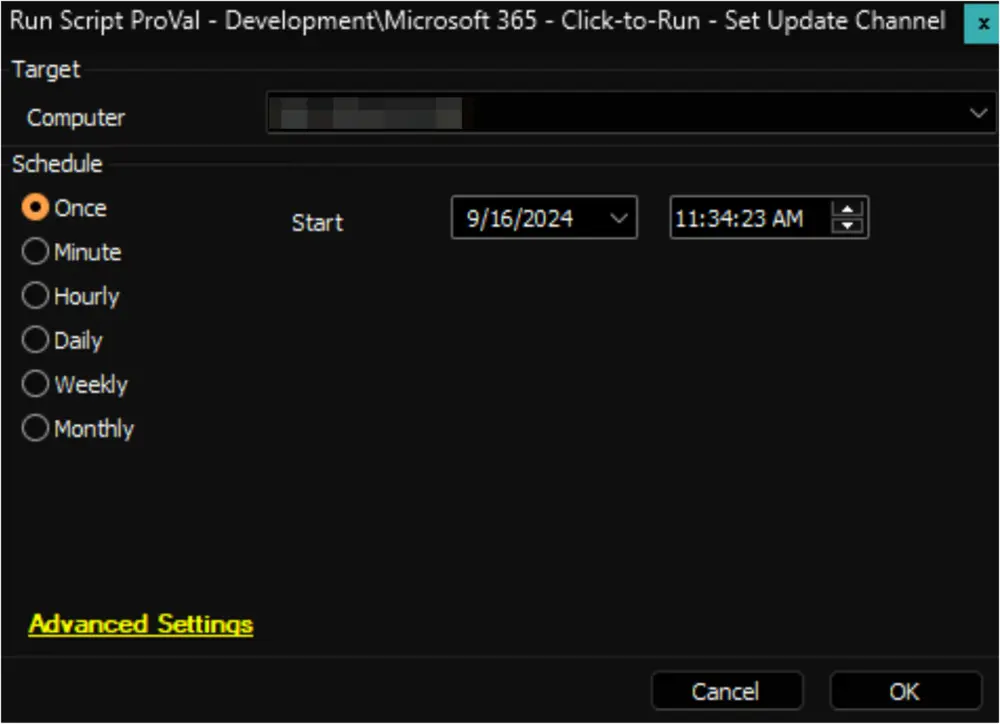 Run Script ProVal - Development\Microsoft 365 - Click-to-Run - Set Update Channel x
Target
Computer
Schedule
Once
Start 9/16/2024 11:34:23 AM
Minute
Hourly
Daily
Weekly
Monthly
Advanced Settings
Cancel OK